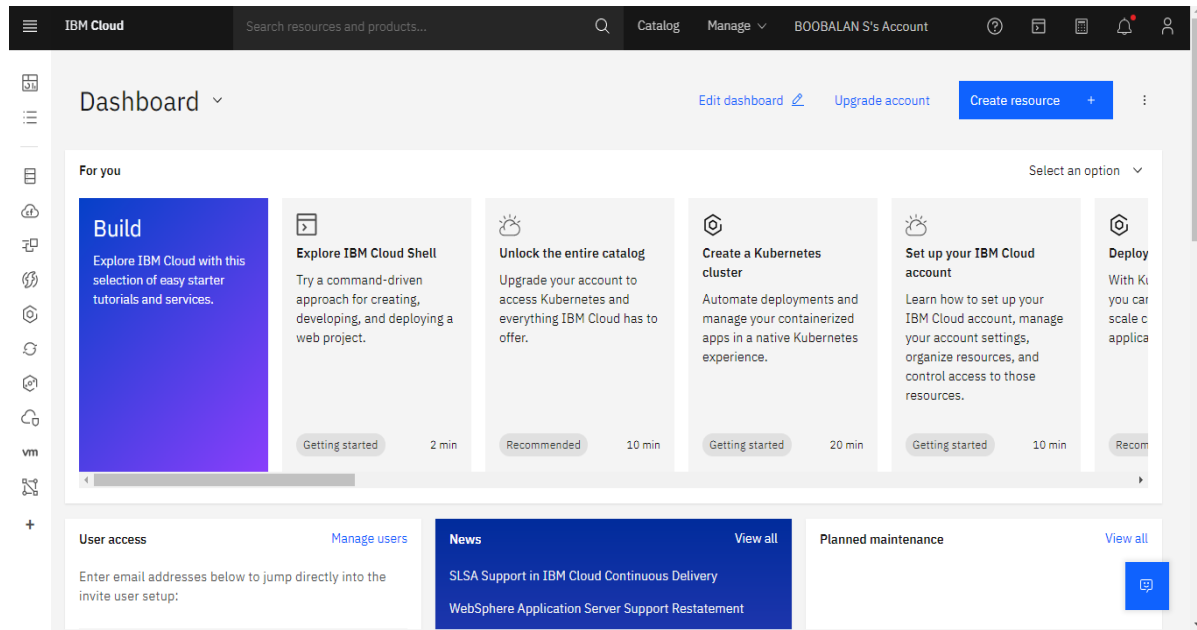 IBM Cloud
Search resources and products...
Catalog
Manage
BOOBALAN S's Account
Dashboard
Edit dashboard
Upgrade account
Create resource +
For you
Select an option
Build
Explore IBM Cloud with this
selection of easy starter
tutorials and services.
Explore IBM Cloud Shell
Try a command-driven
approach for creating,
developing, and deploying a
web project.
Getting started
2 min
Unlock the entire catalog
Upgrade your account to
access Kubernetes and
everything IBM Cloud has to
offer.
Recommended
10 min
Create a Kubernetes
cluster
Automate deployments and
manage your containerized
apps in a native Kubernetes
experience.
Getting started
20 min
Set up your IBM Cloud
account
Learn how to set up your
IBM Cloud account, manage
your account settings,
organize resources, and
control access to those
resources.
Getting started
10 min
Deploy
With Ku
you can
scale c
applica
Recom
vm
User access
Manage users
Enter email addresses below to jump directly into the
invite user setup:
News
View all
SLSA Support in IBM Cloud Continuous Delivery
WebSphere Application Server Support Restatement
Planned maintenance
View all